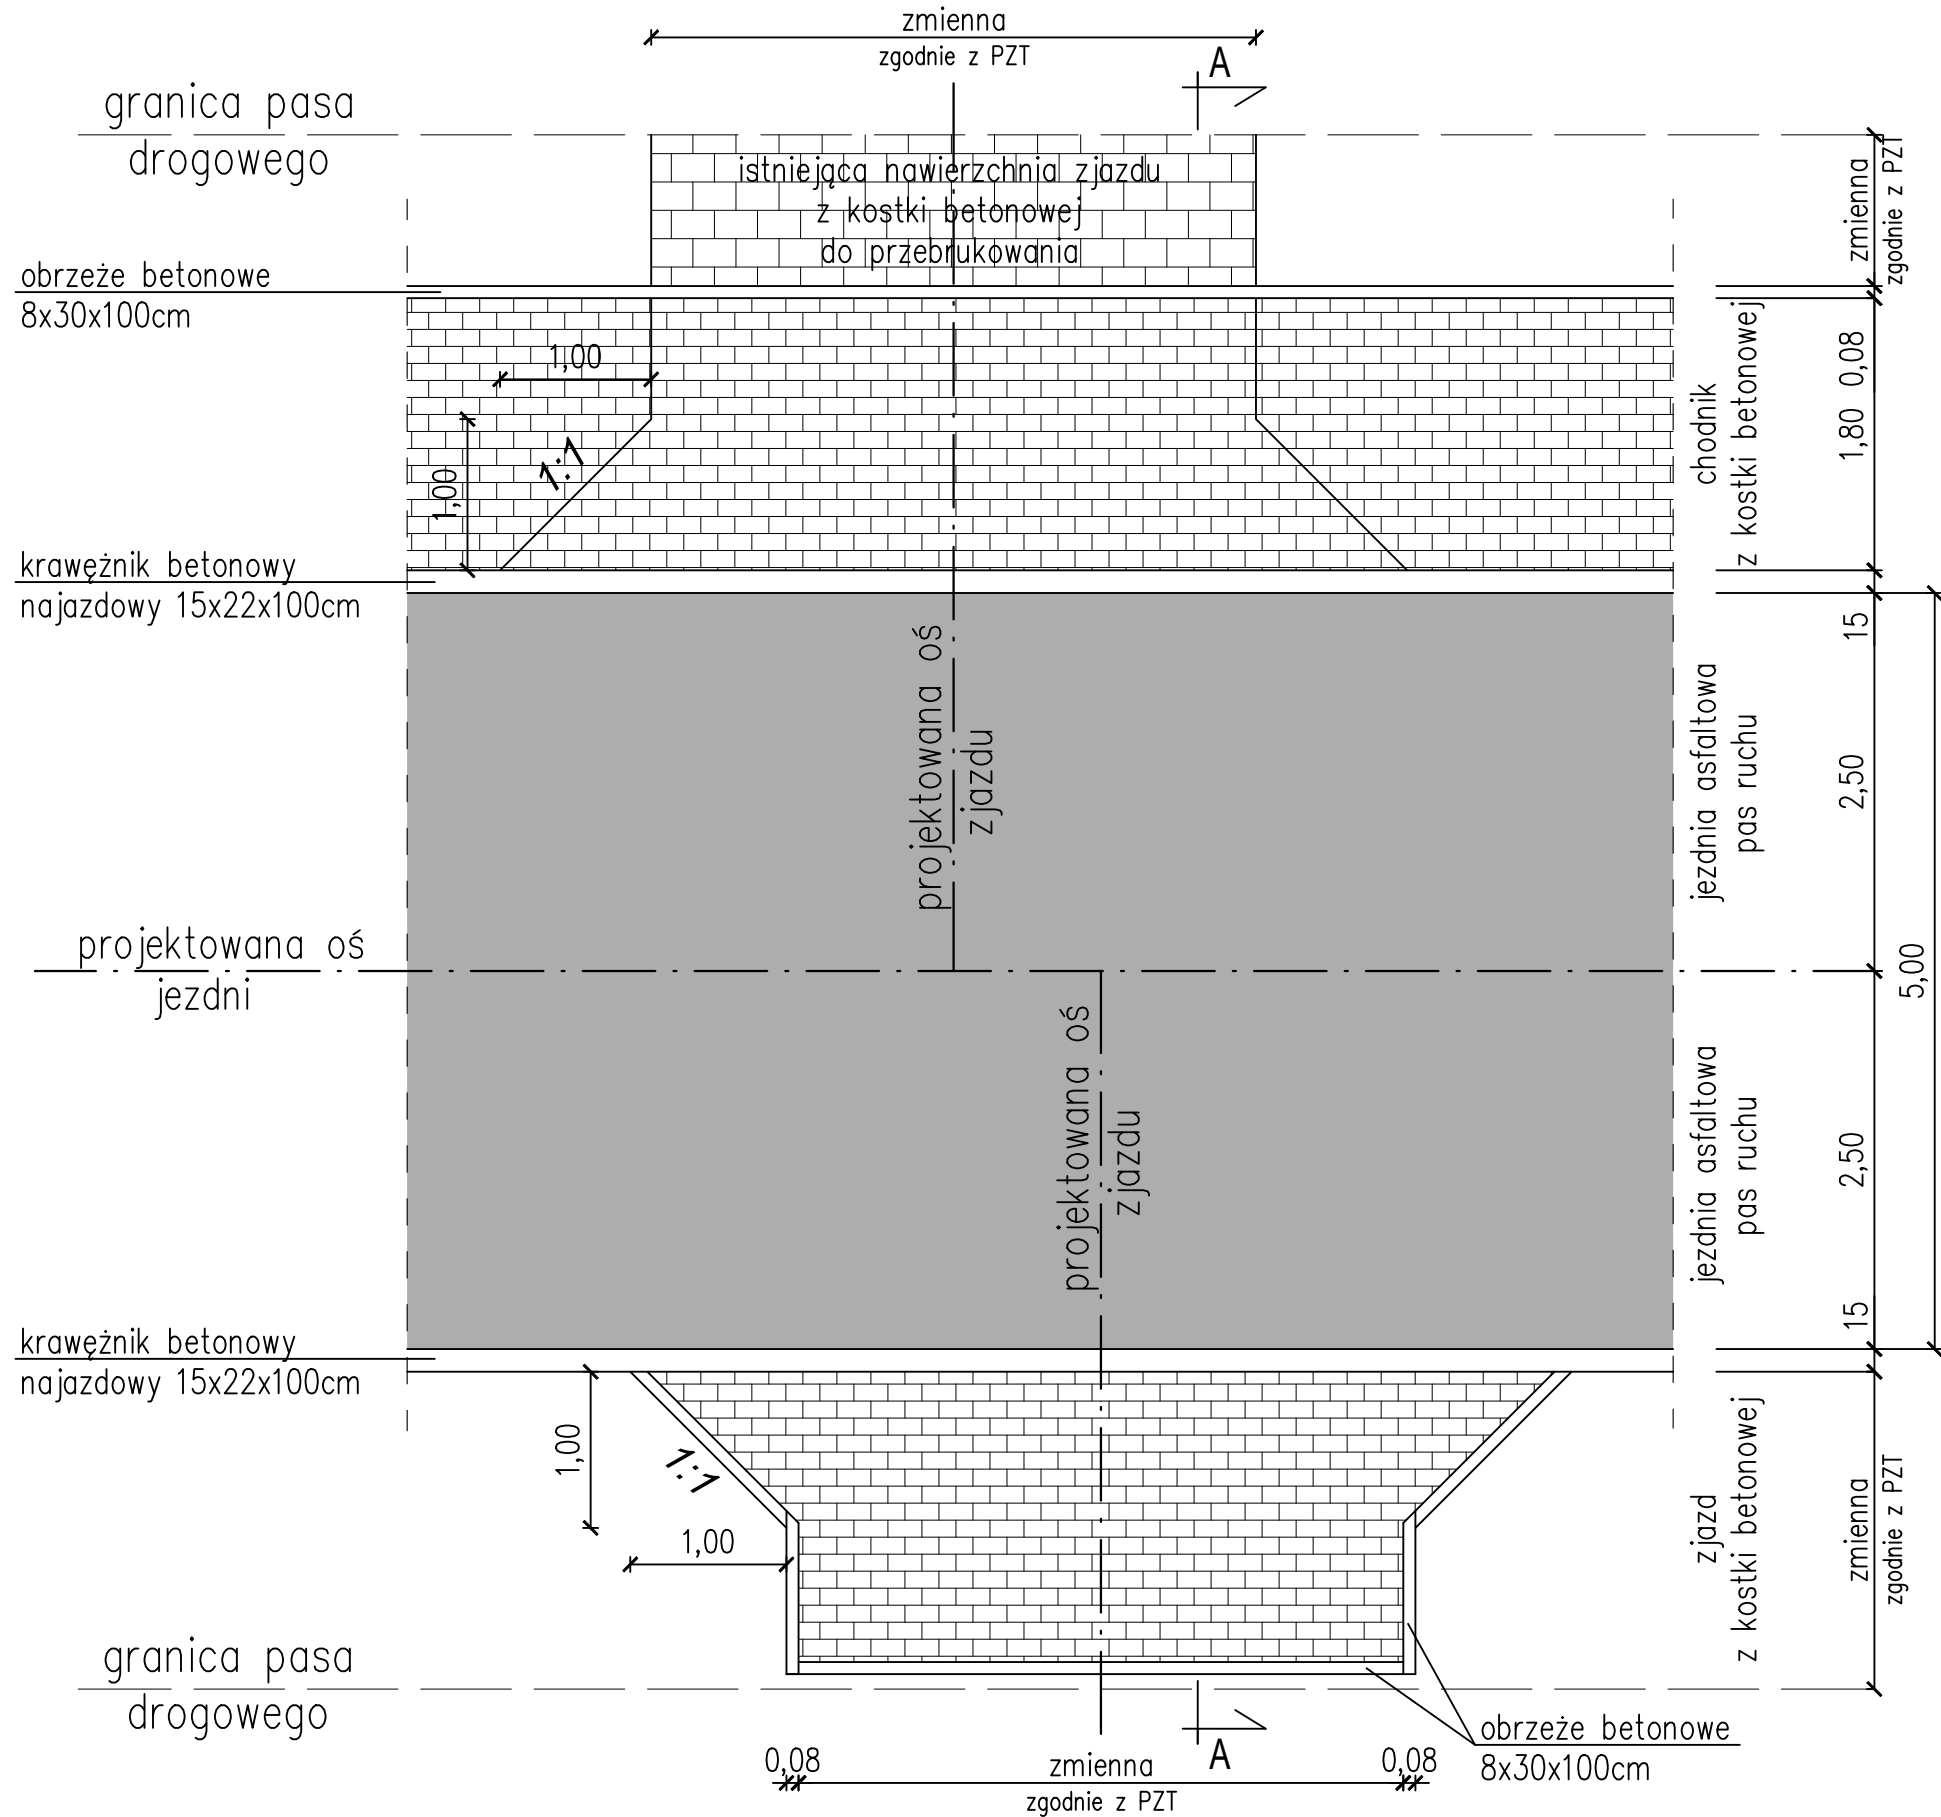 zmienna
zgodnie z PZT
A
granica pasa
drogowego
istniejąca nawierzchnia zjazdu
z kostki betonowej
do przebrukowania
zmienna
zgodnie z PZT
obrzeże betonowe
8x30x100cm
1,00
1,00
1:1
chodnik
z kostki betonowej
1,80
0,08
krawężnik betonowy
najazdowy 15x22x100cm
15
projektowana oś
zjazdu
jezdnia asfaltowa
pas ruchu
2,50
projektowana oś
jezdni
5,00
projektowana oś
zjazdu
jezdnia asfaltowa
pas ruchu
2,50
15
krawężnik betonowy
najazdowy 15x22x100cm
1,00
1:1
1,00
zjazd
z kostki betonowej
zmienna
zgodnie z PZT
granica pasa
drogowego
obrzeże betonowe
8x30x100cm
A
0,08
zmienna
zgodnie z PZT
0,08